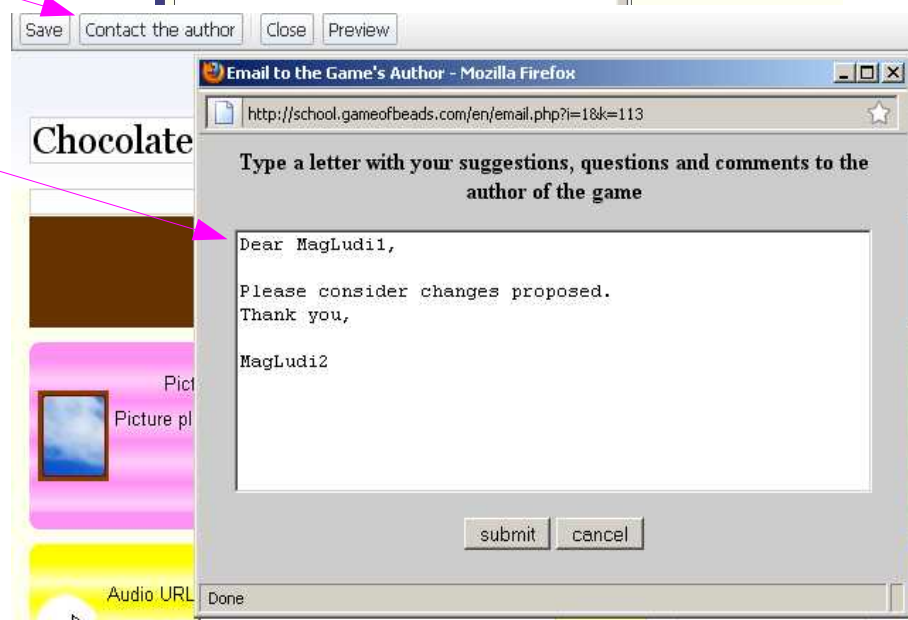 Save Contact the author Close Preview
Email to the Game's Author - Mozilla Firefox
http://school.gameofbeads.com/en/email.php?i=18&k=113
Chocolate
Type a letter with your suggestions, questions and comments to the
author of the game
Dear MagLudi1,
Please consider changes proposed.
Thank you,
MagLudi2
Pict
Picture pl
submit cancel
Audio URL
Done